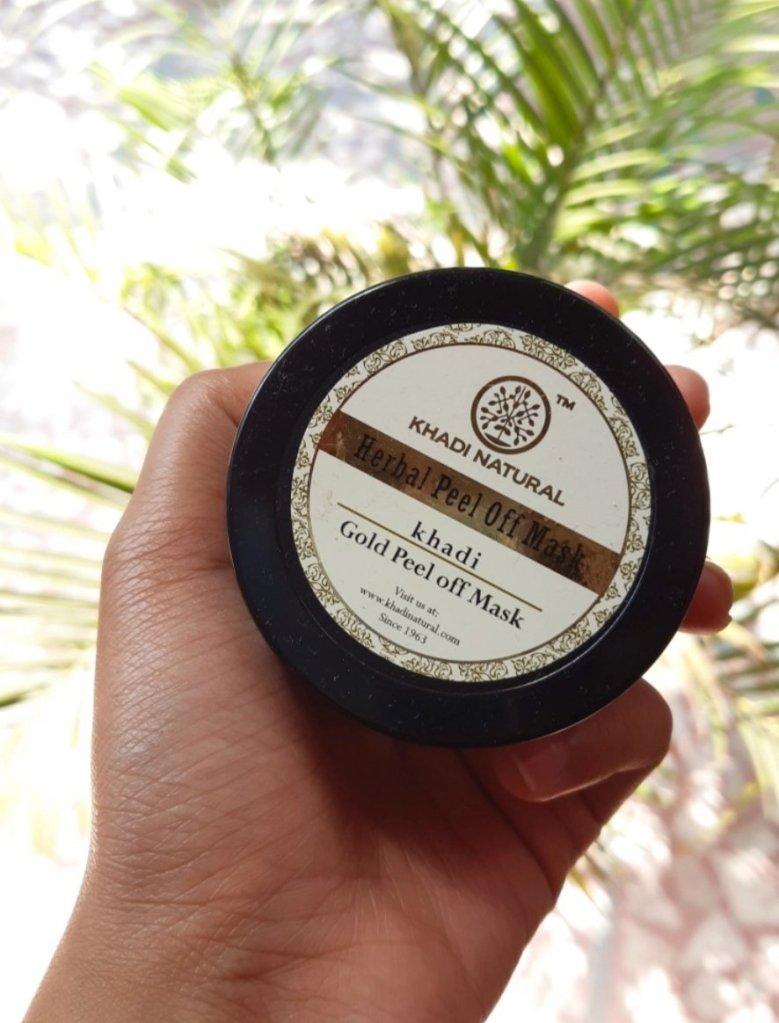 TM
KHADI NATURAL
Herbal Peel Off Mask
khadi
Gold Peel off Mask
Visit us at:
www.khadinatural.com
Since 1963